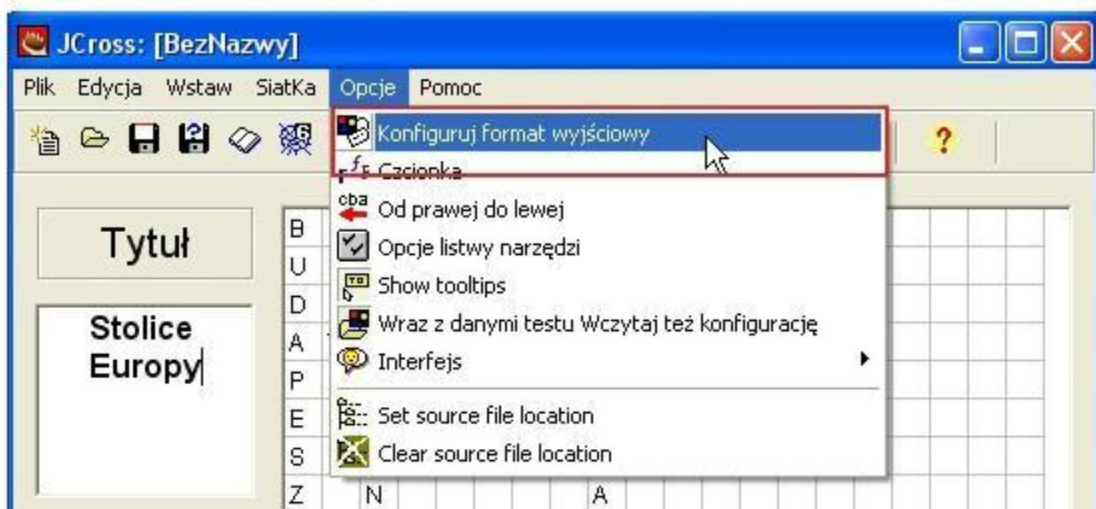 JCross: [BezNazwy]
Plik Edycja Wstaw SiatKa Opcje Pomoc
Konfiguruj format wyjściowy
?
Czcionka
cba
Od prawej do lewej
Tytuł
Opcje listwy narzędzi
Show tooltips
Stolice
Europy
Wraz z danymi testu Wczytaj też konfigurację
Interfejs
Set source file location
Clear source file location
B
U
D
A
P
E
S
Z N A